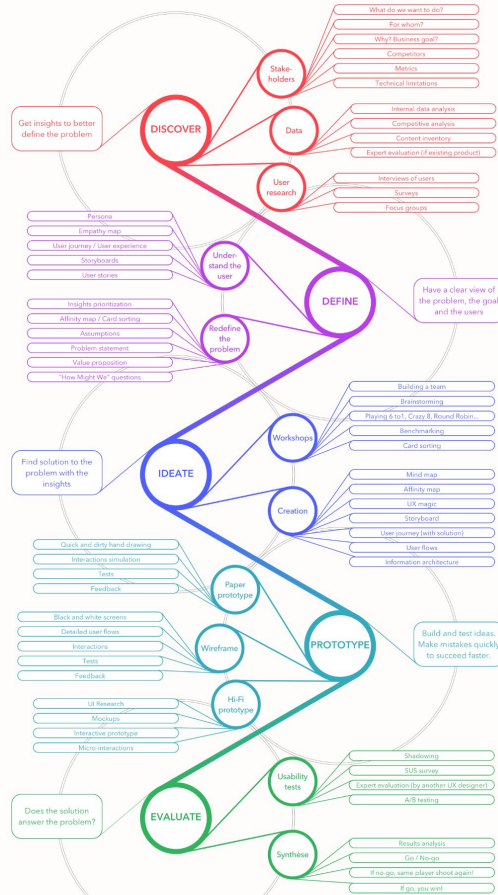 What do we want to do?
For whom?
Why? Business goal?
Competitors
Metrics
Technical limitations
Stake-
holders
Get insights to better
define the problem
DISCOVER
Data
Internal data analysis
Competitive analysis
Content inventory
Expert evaluation (if existing product)
User
research
Interviews of users
Surveys
Focus groups
Persona
Empathy map
User journey / User experience
Storyboards
User stories
Under-
stand the
user
DEFINE
Have a clear view of
the problem, the goal
and the users
Insights prioritization
Affinity map / Card sorting
Assumptions
Problem statement
Value proposition
"How Might We" questions
Redefine
the
problem
Building a team
Brainstorming
Playing 6 to1, Crazy 8, Round Robin...
Benchmarking
Card sorting
Workshops
Find solution to the
problem with the
insights
IDEATE
Creation
Mind map
Affinity map
UX magic
Storyboard
User journey (with solution)
User flows
Information architecture
Quick and dirty hand drawing
Interactions simulation
Tests
Feedback
Paper
prototype
Black and white screens
Detailed user flows
Interactions
Tests
Feedback
Wireframe
PROTOTYPE
Build and test ideas.
Make mistakes quickly
to succeed faster.
UI Research
Mockups
Interactive prototype
Micro-interactions
Hi-Fi
prototype
Shadowing
SUS survey
Expert evaluation (by another UX designer)
A/B testing
Usability
tests
Does the solution
answer the problem?
EVALUATE
Synthèse
Results analysis
Go / No-go
If no go, same player shoot again!
If go, you win!